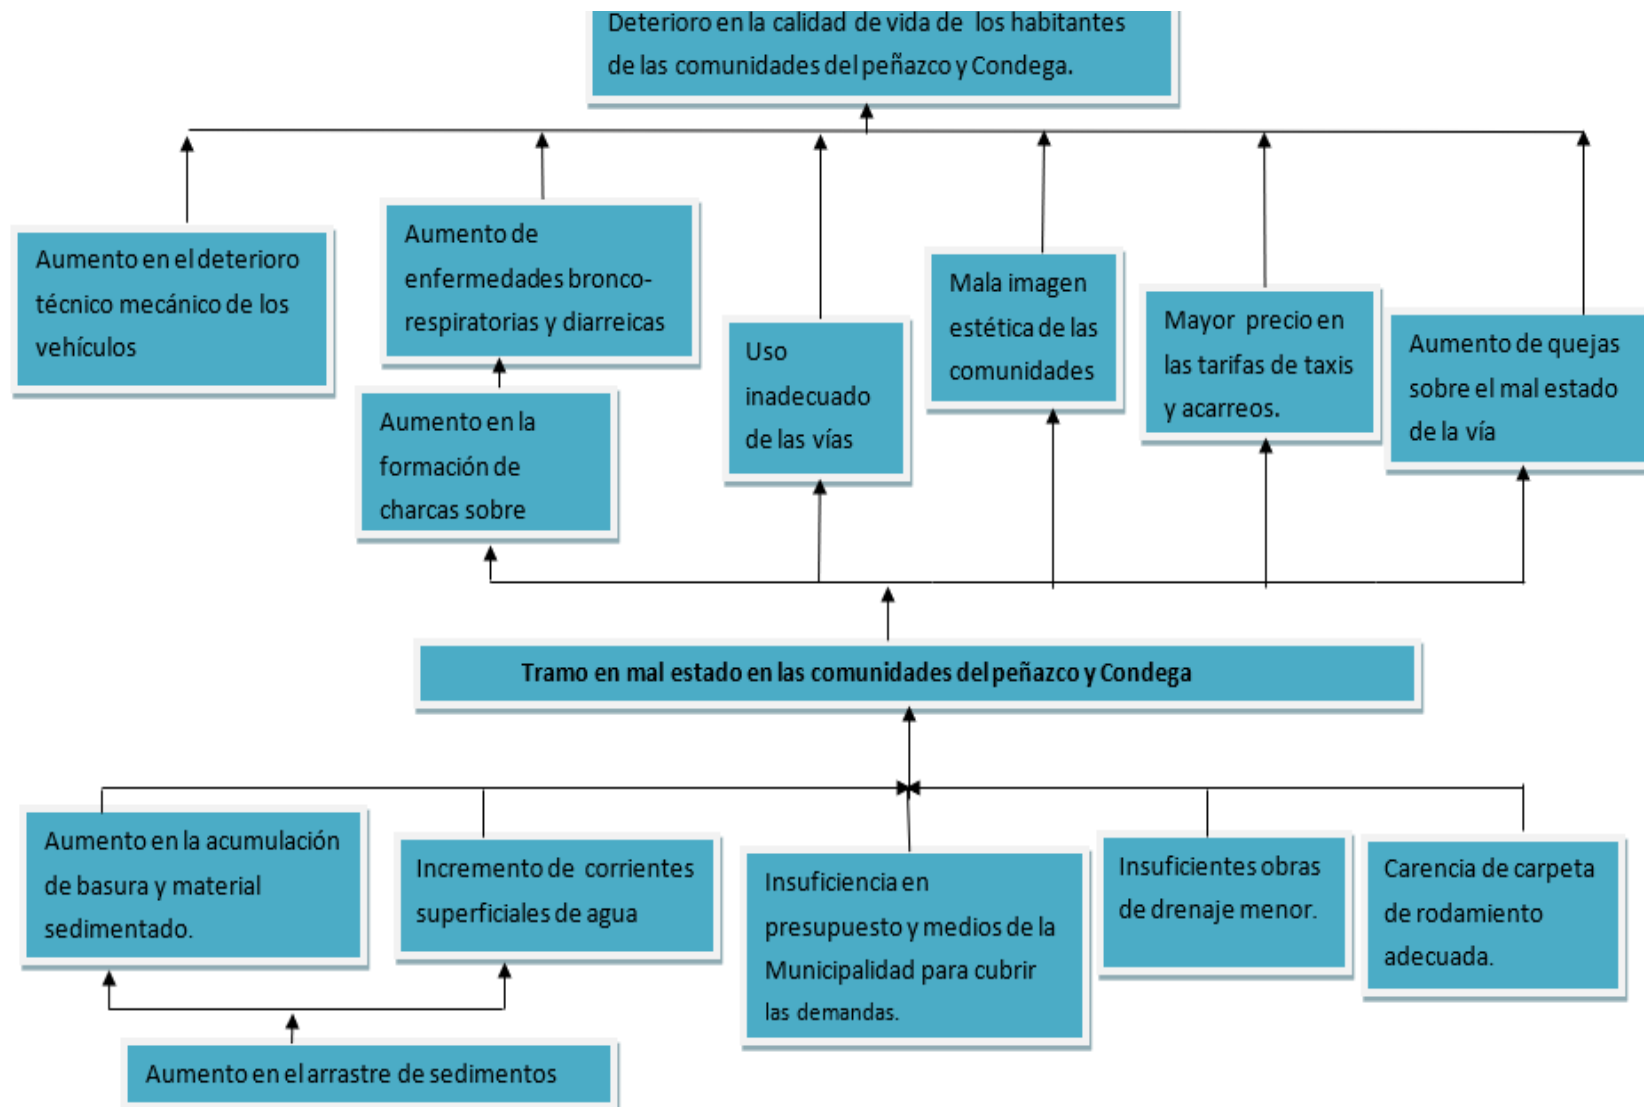 Deterioro en la calidad de vida de los habitantes
de las comunidades del peñazco y Condega.
Aumento en el deterioro
técnico mecánico de los
vehículos
Aumento de
enfermedades bronco-
respiratorias y diarreicas
Aumento en la
formación de
charcas sobre
Uso
inadecuado
de las vías
Mala imagen
estética de las
comunidades
Mayor precio en
las tarifas de taxis
y acarreos.
Aumento de quejas
sobre el mal estado
de la vía
Tramo en mal estado en las comunidades del peñazco y Condega
Aumento en la acumulación
de basura y material
sedimentado.
Incremento de corrientes
superficiales de agua
Insuficiencia en
presupuesto y medios de la
Municipalidad para cubrir
las demandas.
Insuficientes obras
de drenaje menor.
Carencia de carpeta
de rodamiento
adecuada.
Aumento en el arrastre de sedimentos